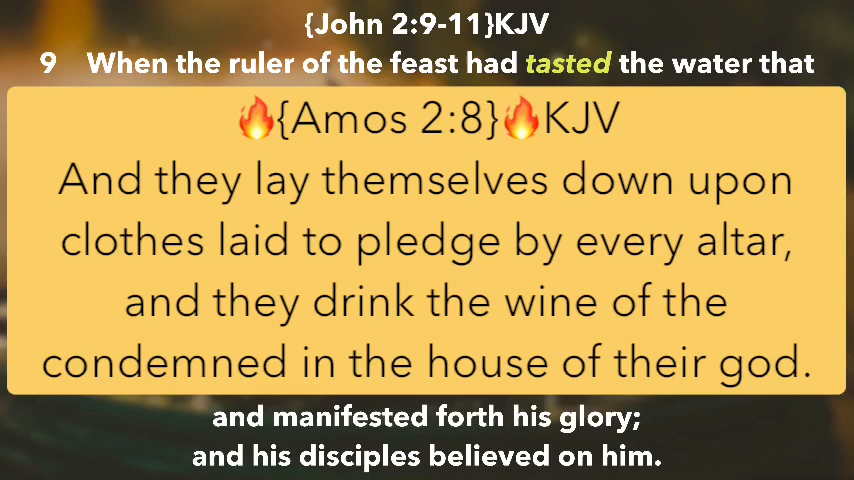 {John 2:9-11}KJV
9 When the ruler of the feast had tasted the water that
🔥{Amos 2:8}🔥KJV
And they lay themselves down upon
clothes laid to pledge by every altar,
and they drink the wine of the
condemned in the house of their god.
and manifested forth his glory;
and his disciples believed on him.